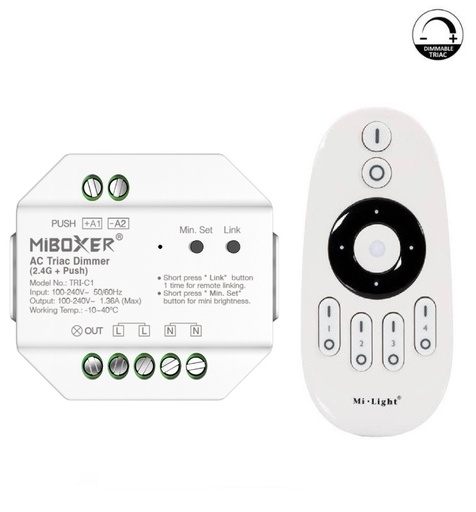 DIMMABLE
TRIAC
PUSH +A1 -A2
MIBOXER®
AC Triac Dimmer
(2.4G + Push)
Model No.: TRI-C1
Input: 100-240V~ 50/60Hz
Output: 100-240V~ 1.36A (Max)
Working Temp.: -10~40°C
Min. Set Link
• Short press " Link" button
1 time for remote linking.
• Short press " Min. Set"
button for mini brightness.
OUT L L N N
1 2 3 4
Mi·Light®